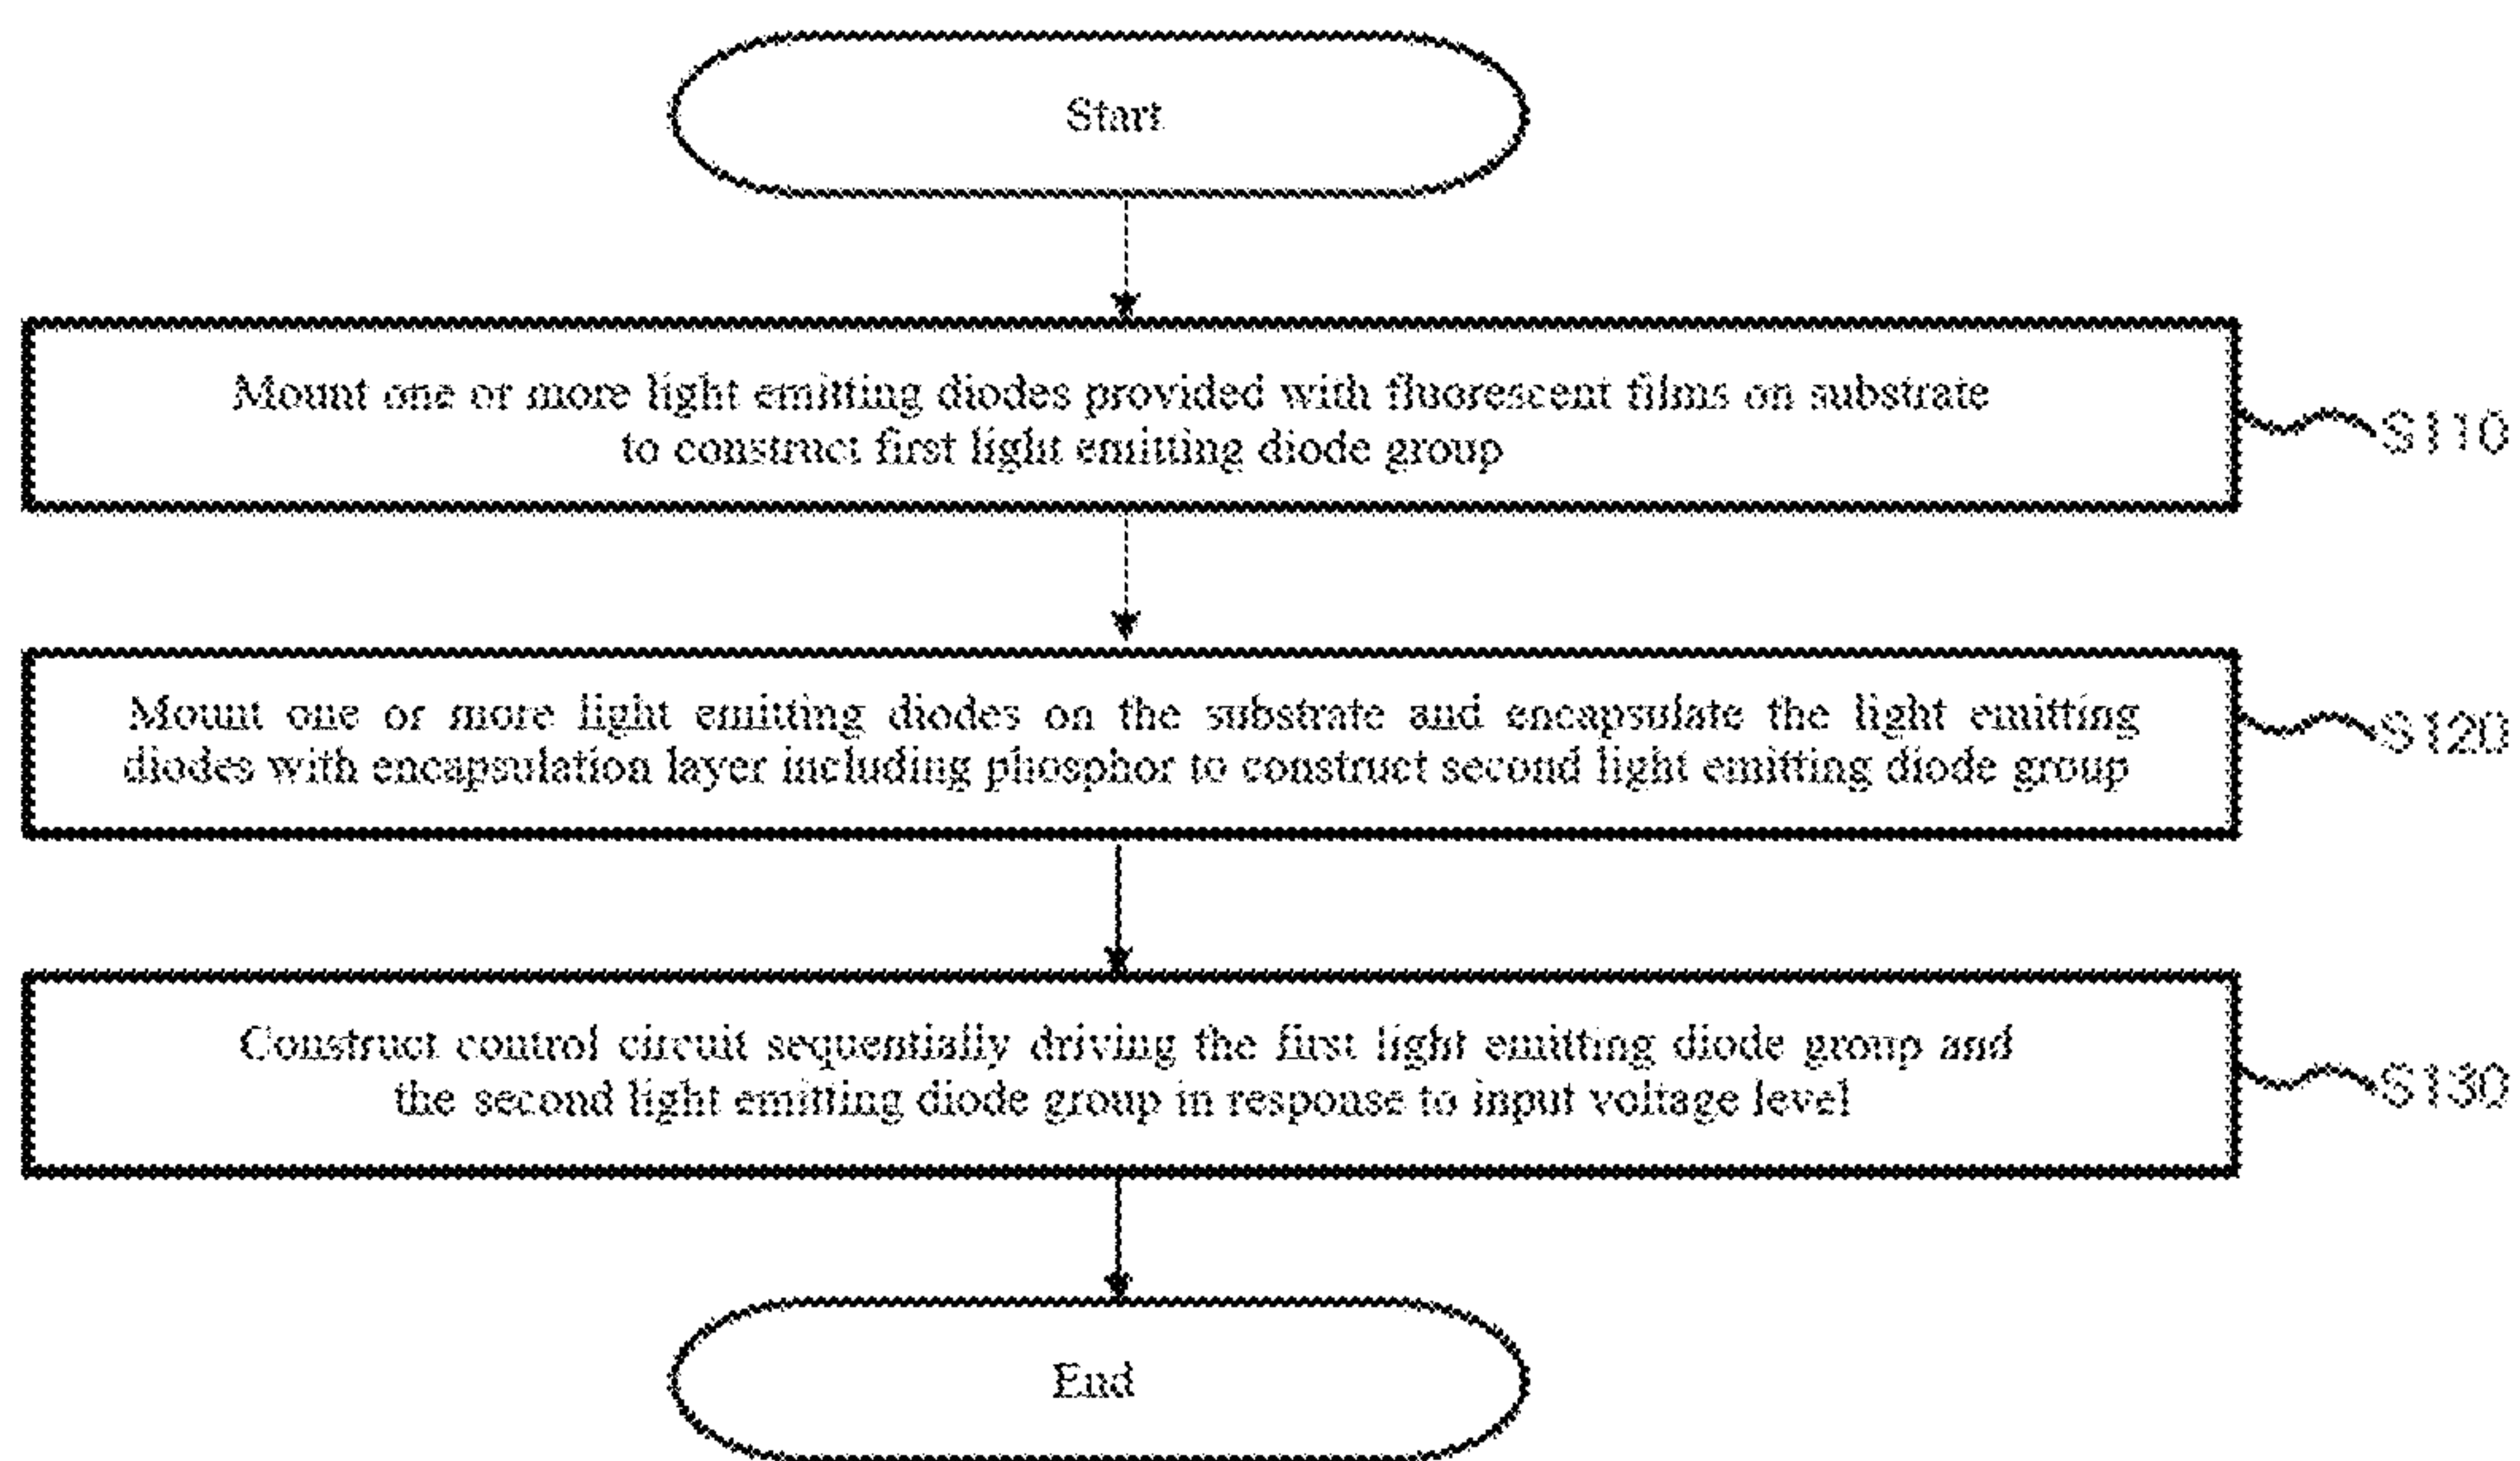 Start
Mount one or more light emitting diodes provided with fluorescent films on substrate
to construct first light emitting diode group
S110
Mount one or more light emitting diodes on the substrate and encapsulate the light emitting
diodes with encapsulation layer including phosphor to construct second light emitting diode group
S120
Construct control circuit sequentially driving the first light emitting diode group and
the second light emitting diode group in response to input voltage level
S130
End